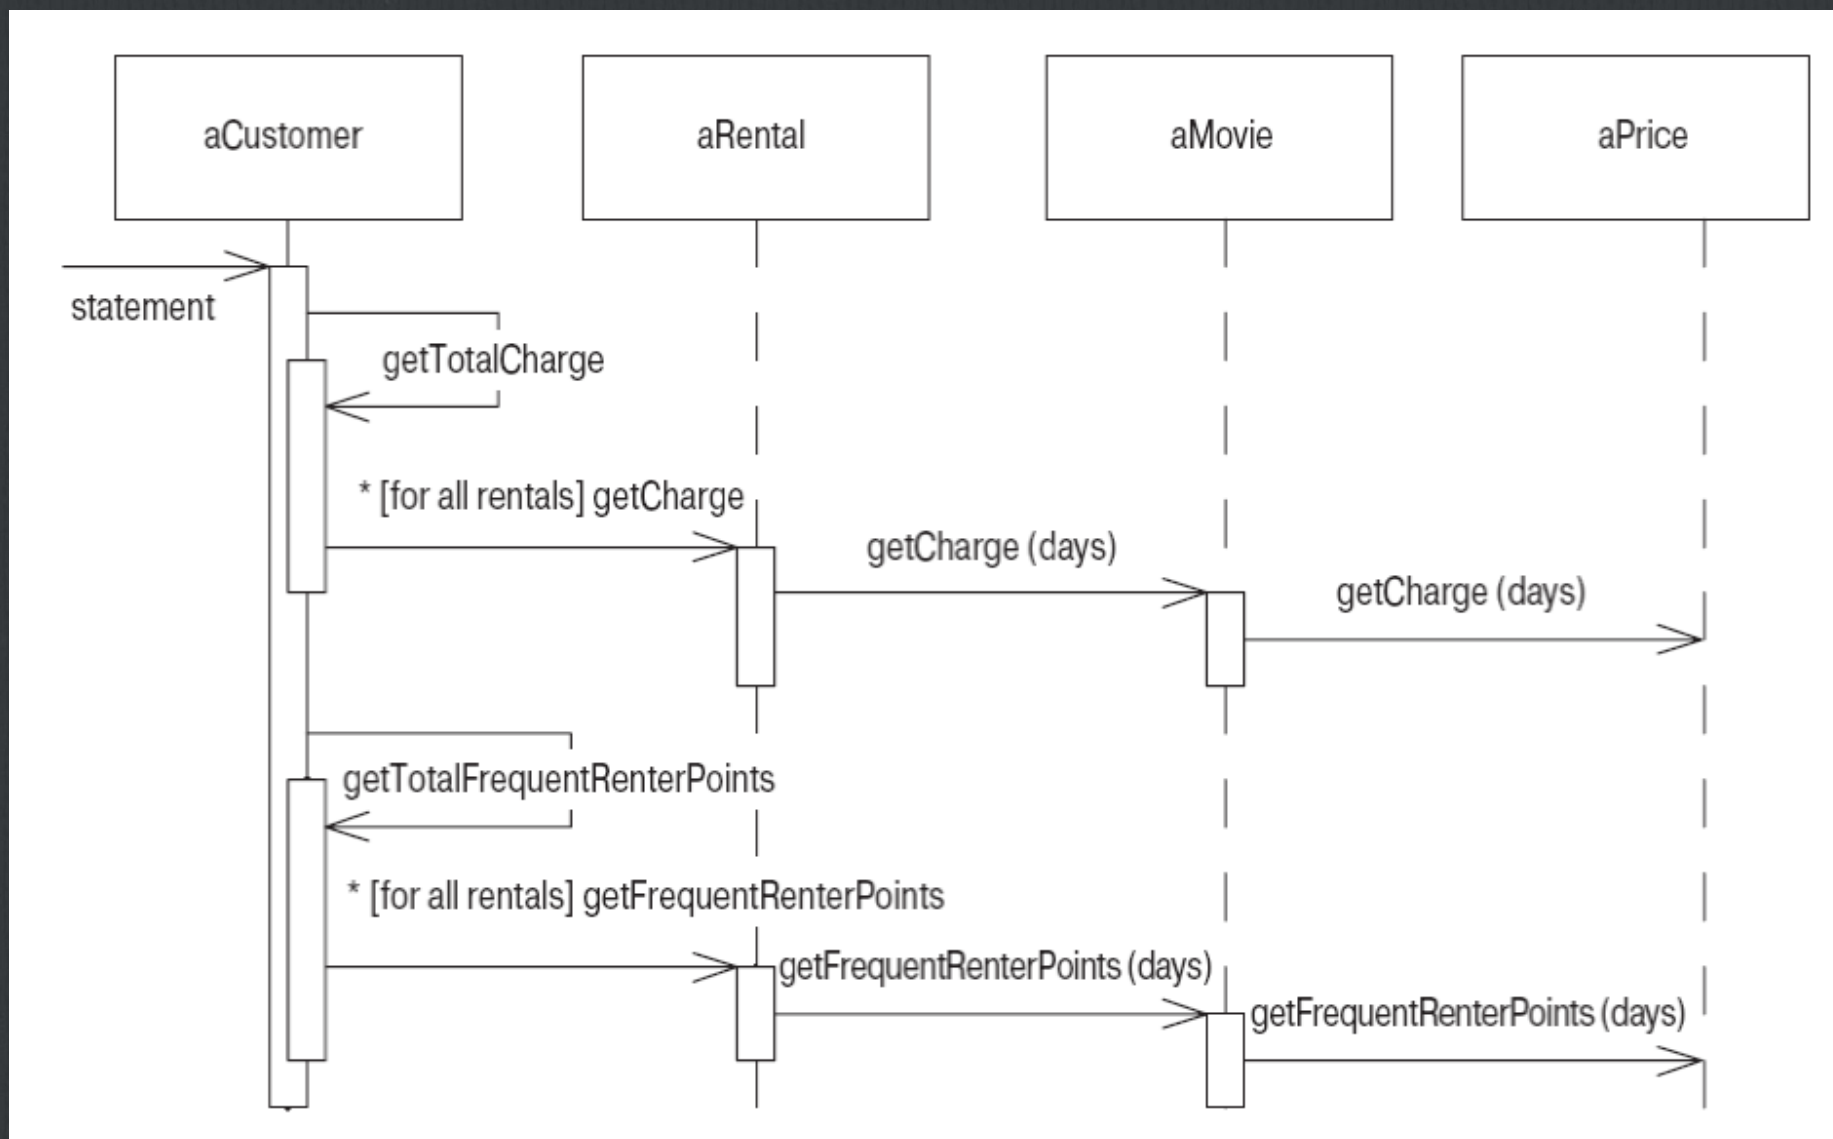 aCustomer
aRental
aMovie
aPrice
statement
getTotalCharge
* [for all rentals] getCharge
getCharge (days)
getCharge (days)
getTotalFrequentRenterPoints
* [for all rentals] getFrequentRenterPoints
getFrequentRenterPoints (days)
getFrequentRenterPoints (days)